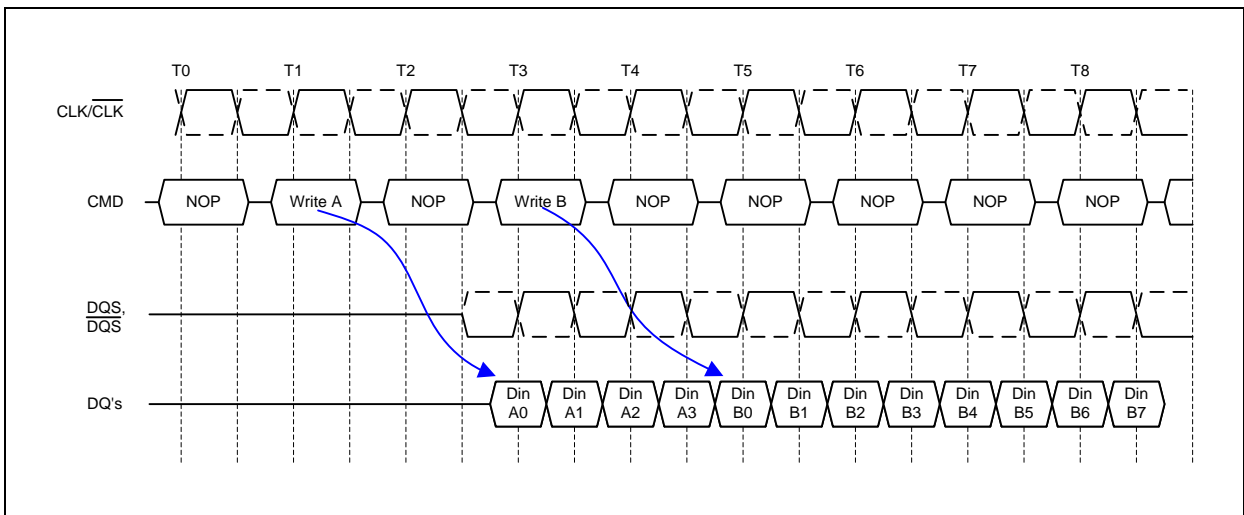 T0 T1 T2 T3 T4 T5 T6 T7 T8
CLK/CLK
CMD NOP Write A NOP Write B NOP NOP NOP NOP NOP
DQS,
DQS
DQ's Din Din Din Din Din Din Din Din Din Din Din Din
A0 A1 A2 A3 B0 B1 B2 B3 B4 B5 B6 B7